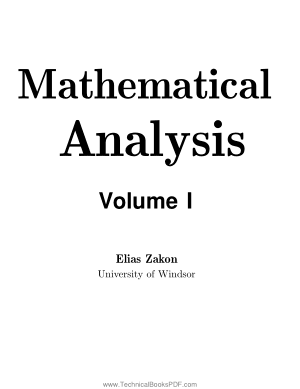 Mathematical
Analysis
Volume I
Elias Zakon
University of Windsor
www.TechnicalBooksPDF.com